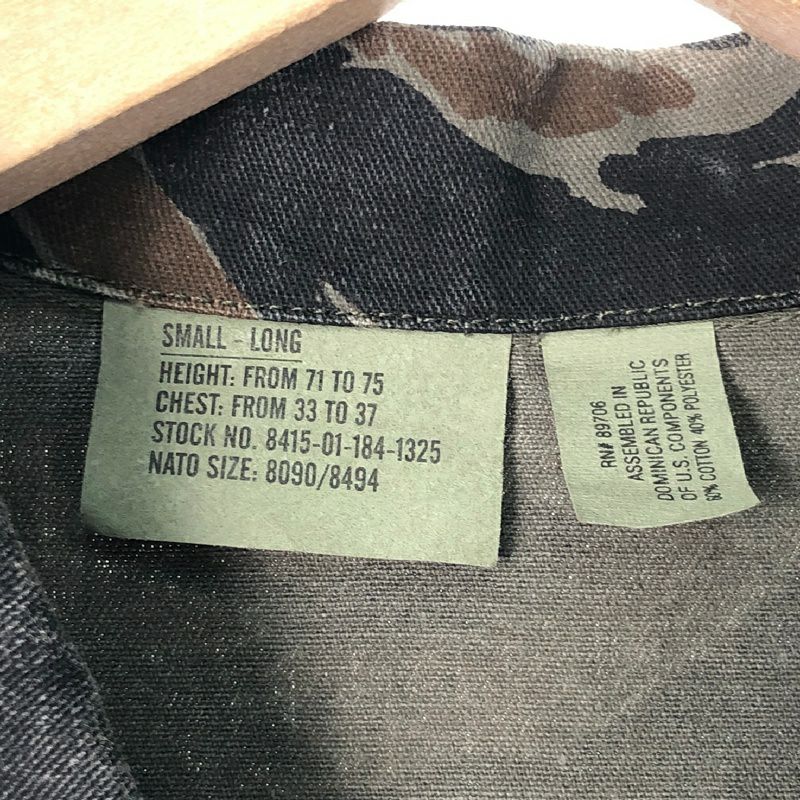 SMALL - LONG
HEIGHT: FROM 71 TO 75
CHEST: FROM 33 TO 37
STOCK NO. 8415-01-184-1325
NATO SIZE: 8090/8494
RN# 89706
ASSEMBLED IN
DOMINICAN REPUBLIC
OF U.S. COMPONENTS
60% COTTON 40% POLYESTER